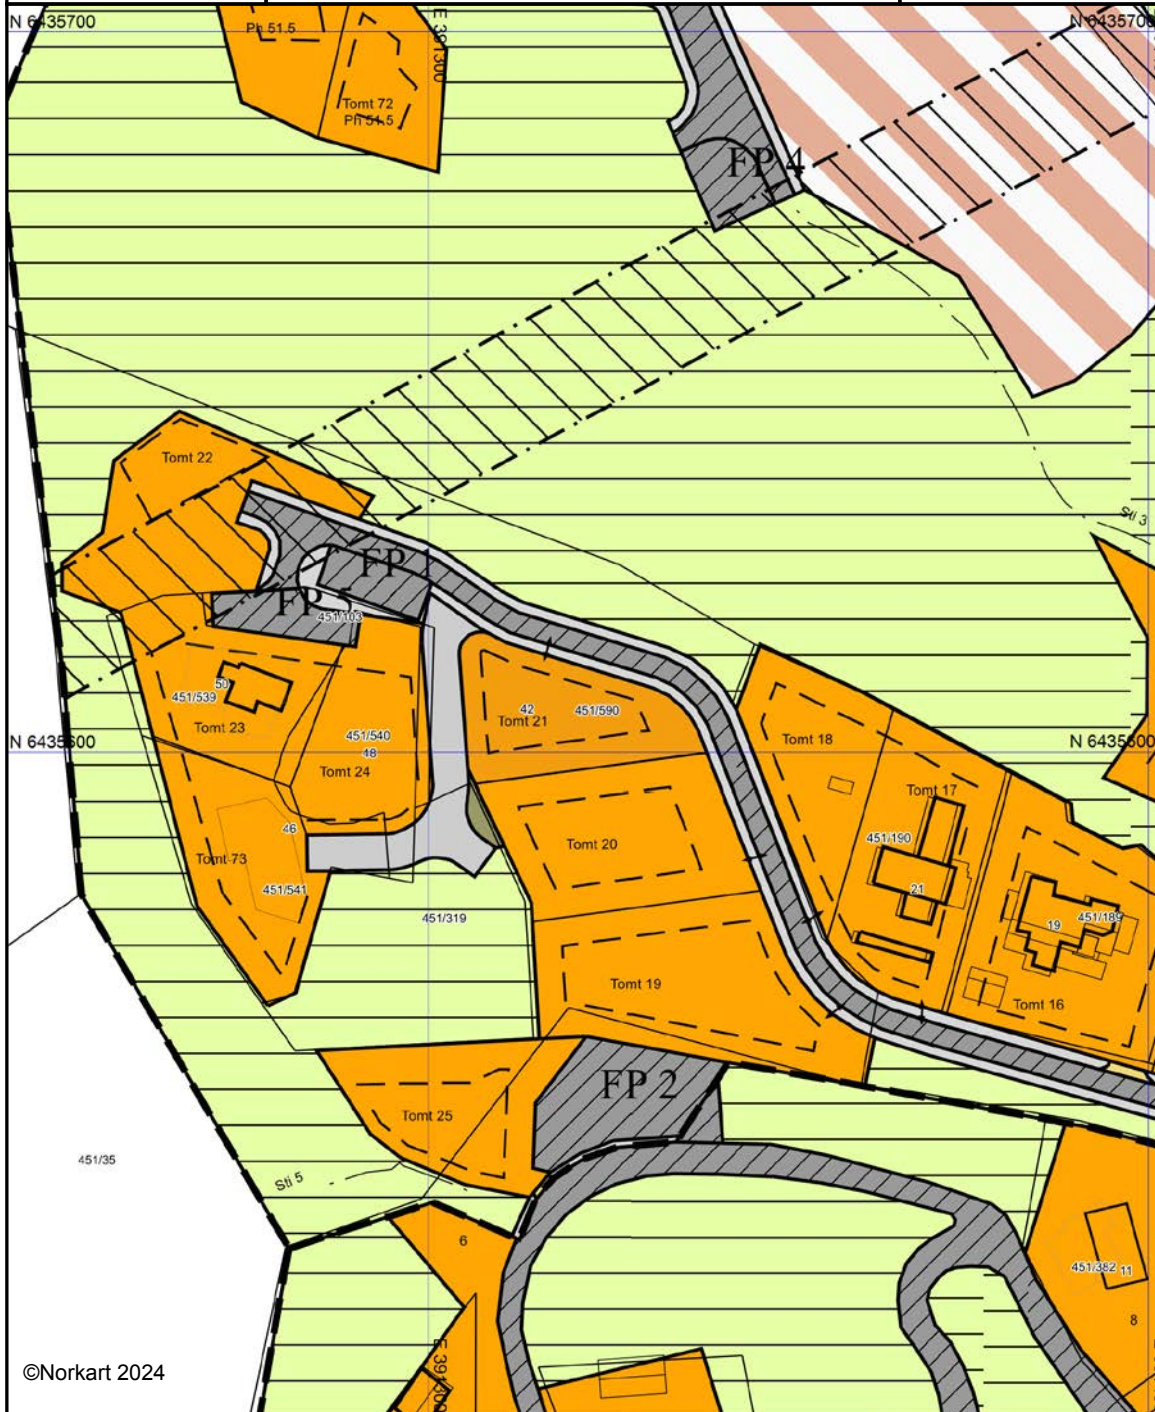 N 6435700
E 391300
N 6435700
Ph 51.5
Tomt 72
Ph 51.5
FP 4
Tomt 22
Sti 3
FP 1
FP
451/103
50
451/539
Tomt 23
42
451/590
Tomt 21
451/540
48
Tomt 24
N 6435600
N 6435600
Tomt 18
Tomt 17
46
Tomt 73
451/541
Tomt 20
451/190
21
451/319
451/189
19
Tomt 19
Tomt 16
FP 2
Tomt 25
451/35
Sti 5
6
451/382
11
8
E 391300
©Norkart 2024